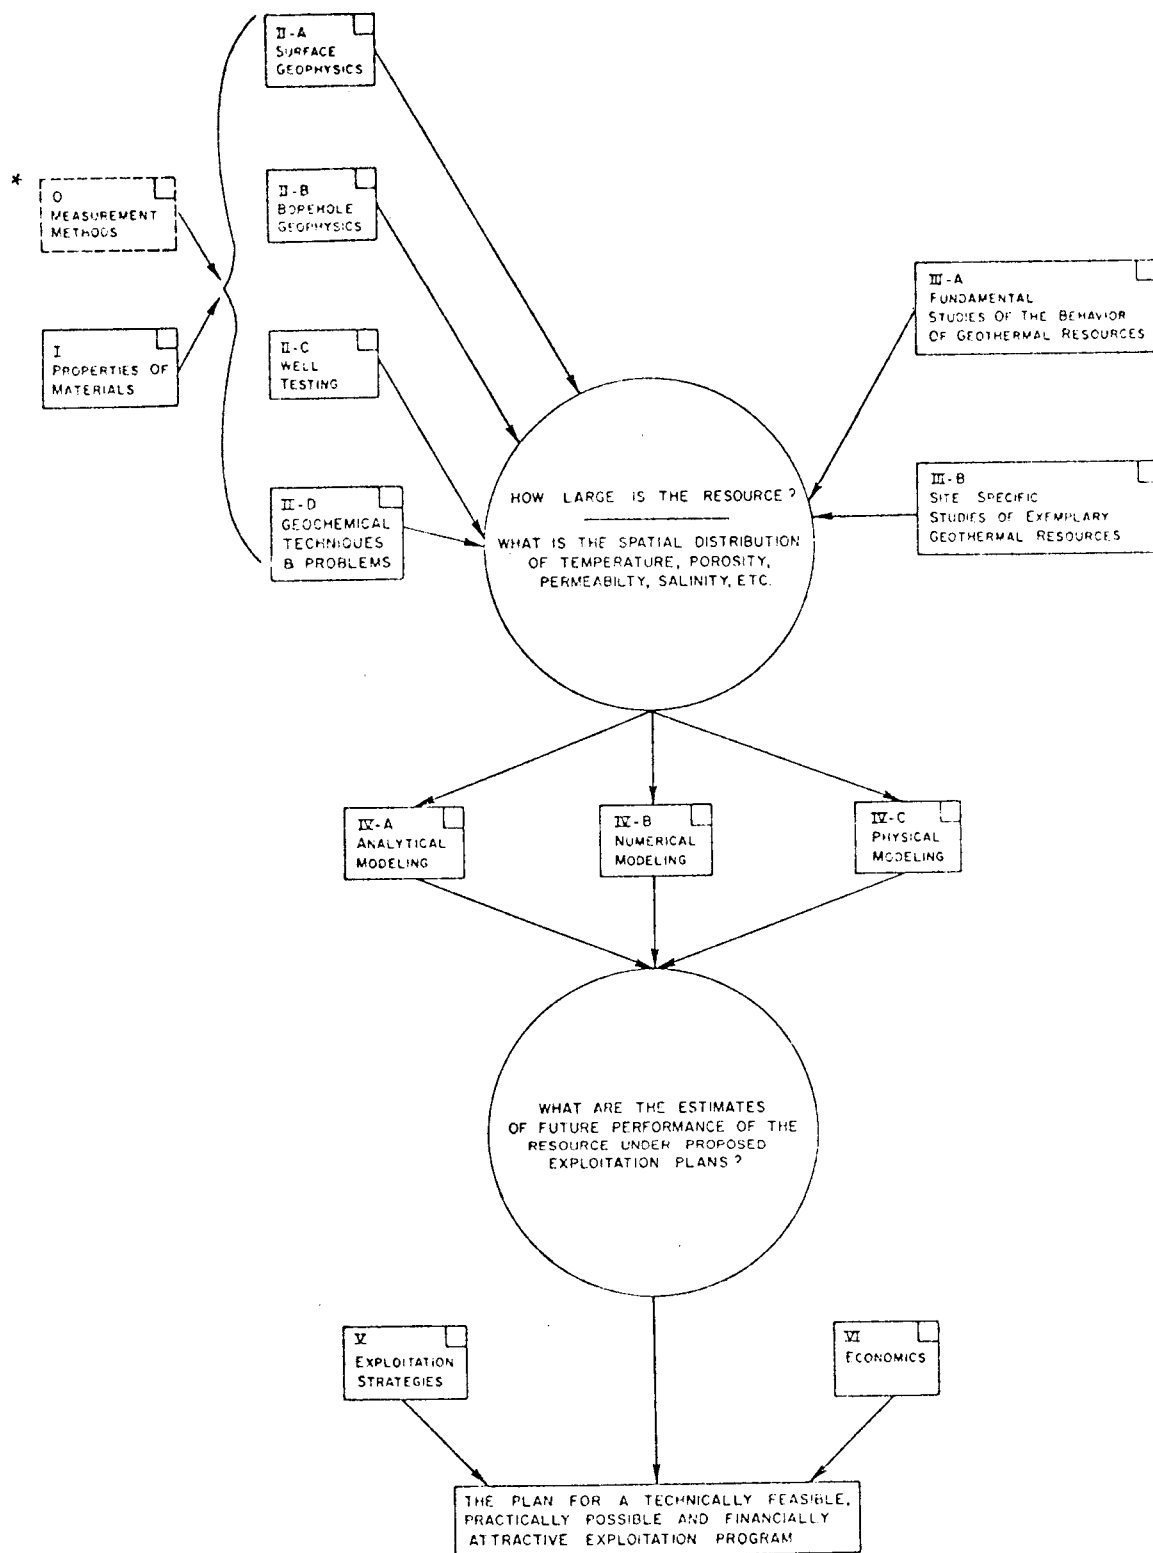 II-A
SURFACE
GEOPHYSICS
*
O
MEASUREMENT
METHODS
II-B
BOREHOLE
GEOPHYSICS
I
PROPERTIES OF
MATERIALS
II-C
WELL
TESTING
II-D
GEOCHEMICAL
TECHNIQUES
& PROBLEMS
III-A
FUNDAMENTAL
STUDIES OF THE BEHAVIOR
OF GEOTHERMAL RESOURCES
III-B
SITE SPECIFIC
STUDIES OF EXEMPLARY
GEOTHERMAL RESOURCES
HOW LARGE IS THE RESOURCE?
WHAT IS THE SPATIAL DISTRIBUTION
OF TEMPERATURE, POROSITY,
PERMEABILTY, SALINITY, ETC.
IV-A
ANALYTICAL
MODELING
IV-B
NUMERICAL
MODELING
IV-C
PHYSICAL
MODELING
WHAT ARE THE ESTIMATES
OF FUTURE PERFORMANCE OF THE
RESOURCE UNDER PROPOSED
EXPLOITATION PLANS?
V
EXPLOITATION
STRATEGIES
VI
ECONOMICS
THE PLAN FOR A TECHNICALLY FEASIBLE,
PRACTICALLY POSSIBLE AND FINANCIALLY
ATTRACTIVE EXPLOITATION PROGRAM